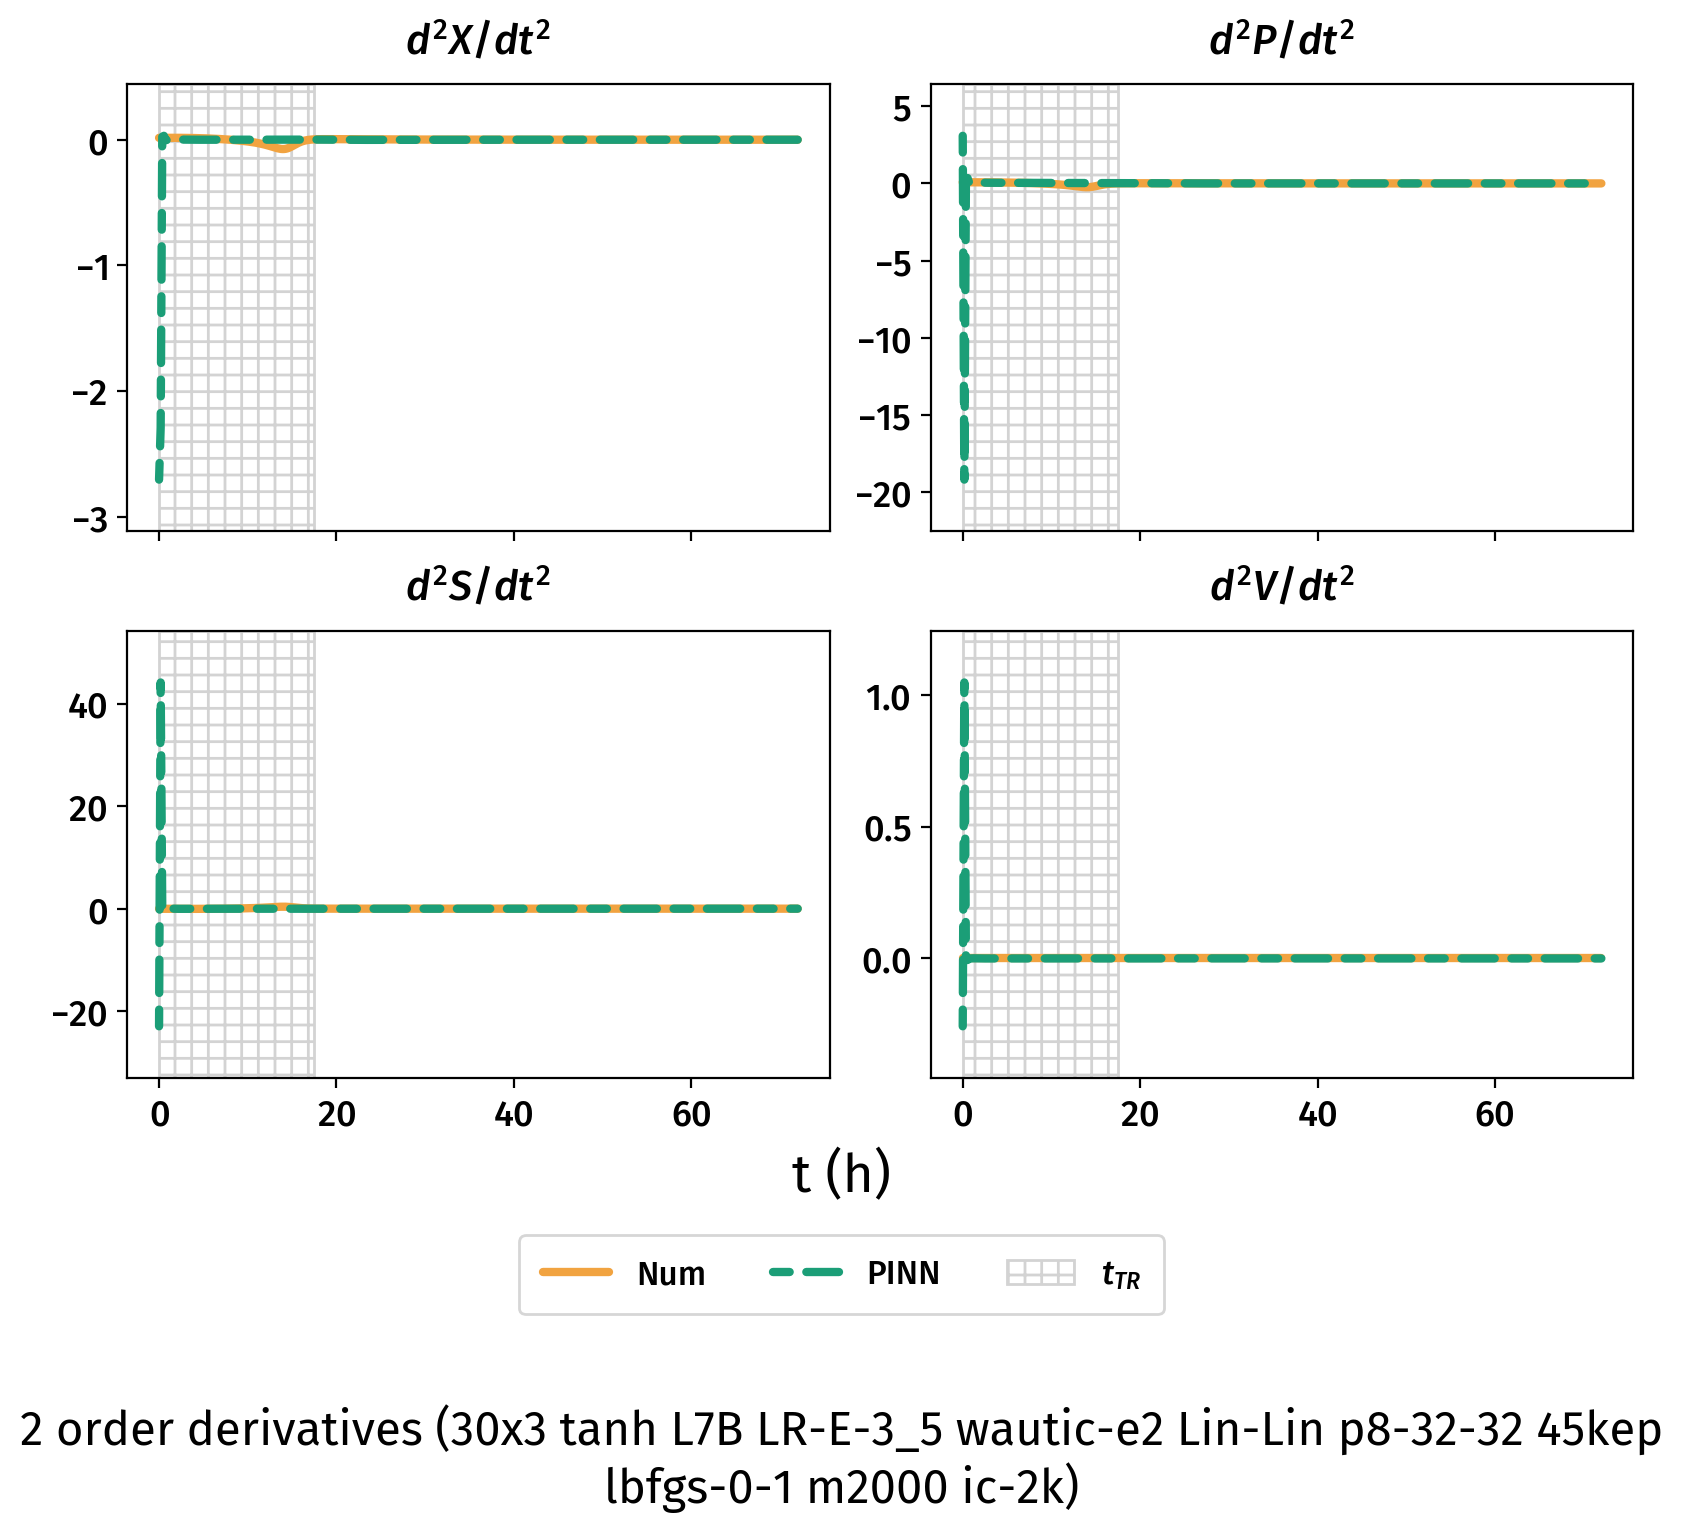 d²X/dt²
d²P/dt²
0
−1
−2
−3
5
0
−5
−10
−15
−20
d²S/dt²
d²V/dt²
40
20
0
−20
1.0
0.5
0.0
0 20 40 60
0 20 40 60
t (h)
Num PINN t_TR
2 order derivatives (30x3 tanh L7B LR-E-3_5 wautic-e2 Lin-Lin p8-32-32 45kep
lbfgs-0-1 m2000 ic-2k)